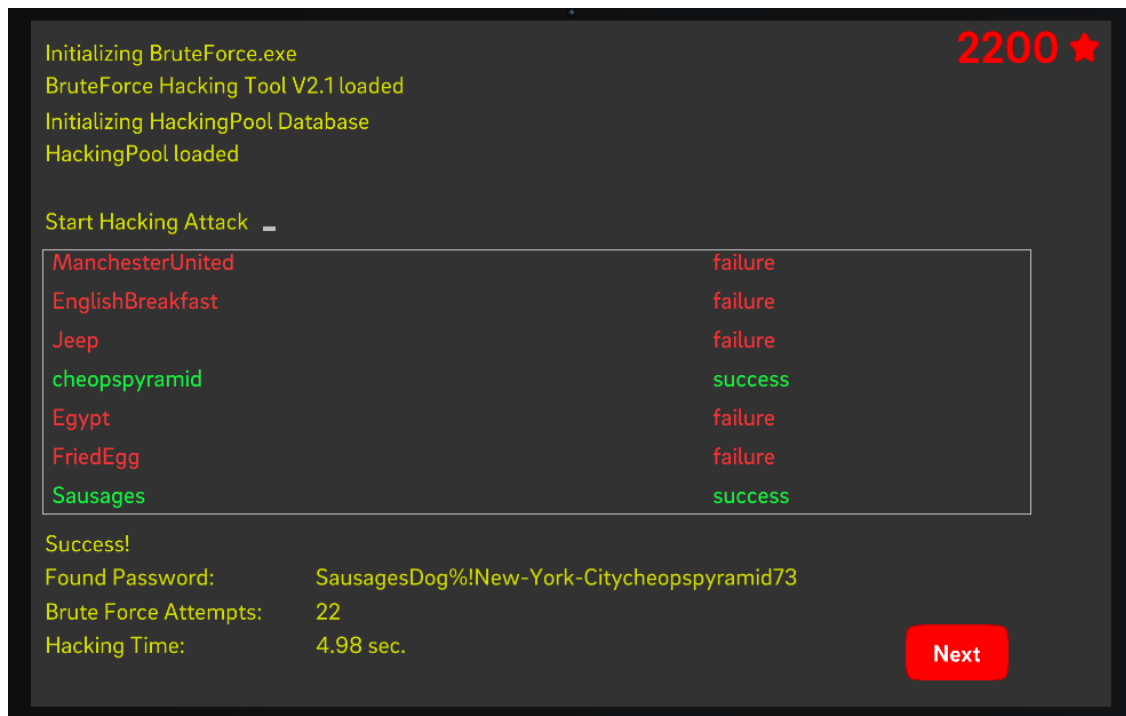 2200
Initializing BruteForce.exe
BruteForce Hacking Tool V2.1 loaded
Initializing HackingPool Database
HackingPool loaded
Start Hacking Attack _
ManchesterUnited failure
EnglishBreakfast failure
Jeep failure
cheopspyramid success
Egypt failure
FriedEgg failure
Sausages success
Success!
Found Password: SausagesDog%!New-York-Citycheopspyramid73
Brute Force Attempts: 22
Hacking Time: 4.98 sec.
Next